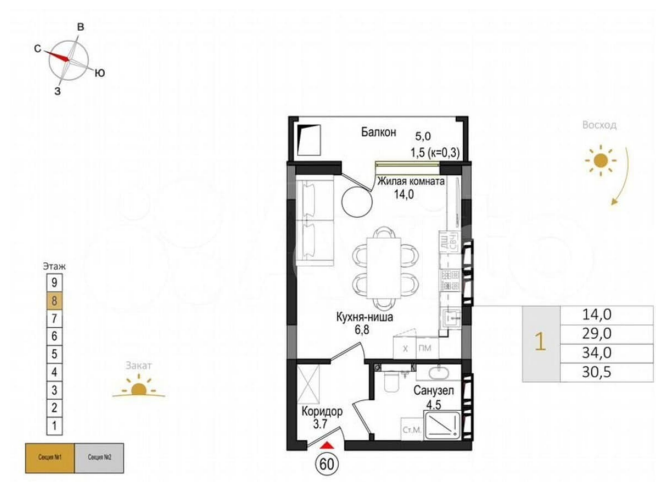 В
С
Ю
З
Восход
Балкон
5,0
1,5 (к=0,3)
Жилая комната
14,0
ДШ
СВЧ
Этаж
9
8
7
6
5
4
3
2
1
Кухня-ниша
6,8
Х
ПМ
1
14,0
29,0
34,0
30,5
Закат
Коридор
3.7
Санузел
4.5
Ст.М.
Секция №1
Секция №2
60